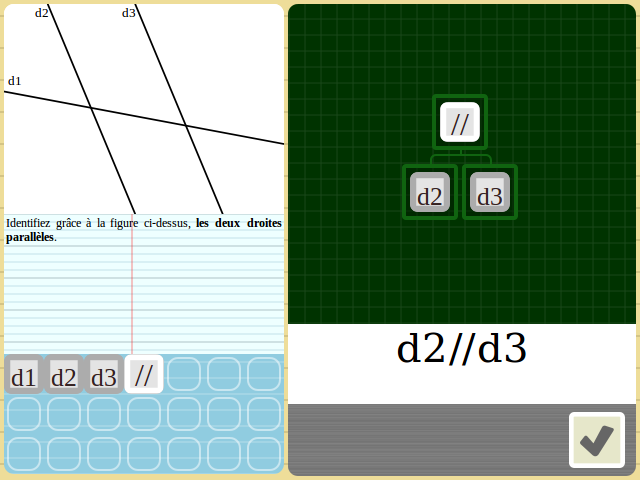 d2
d3
d1
Identifiez grâce à la figure ci-dessus, les deux droites
parallèles.
d1 d2 d3 //
//
d2 d3
d2//d3